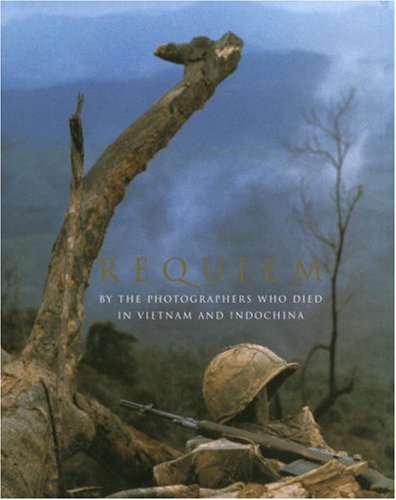 REQUIEM
BY THE PHOTOGRAPHERS WHO DIED
IN VIETNAM AND INDOCHINA